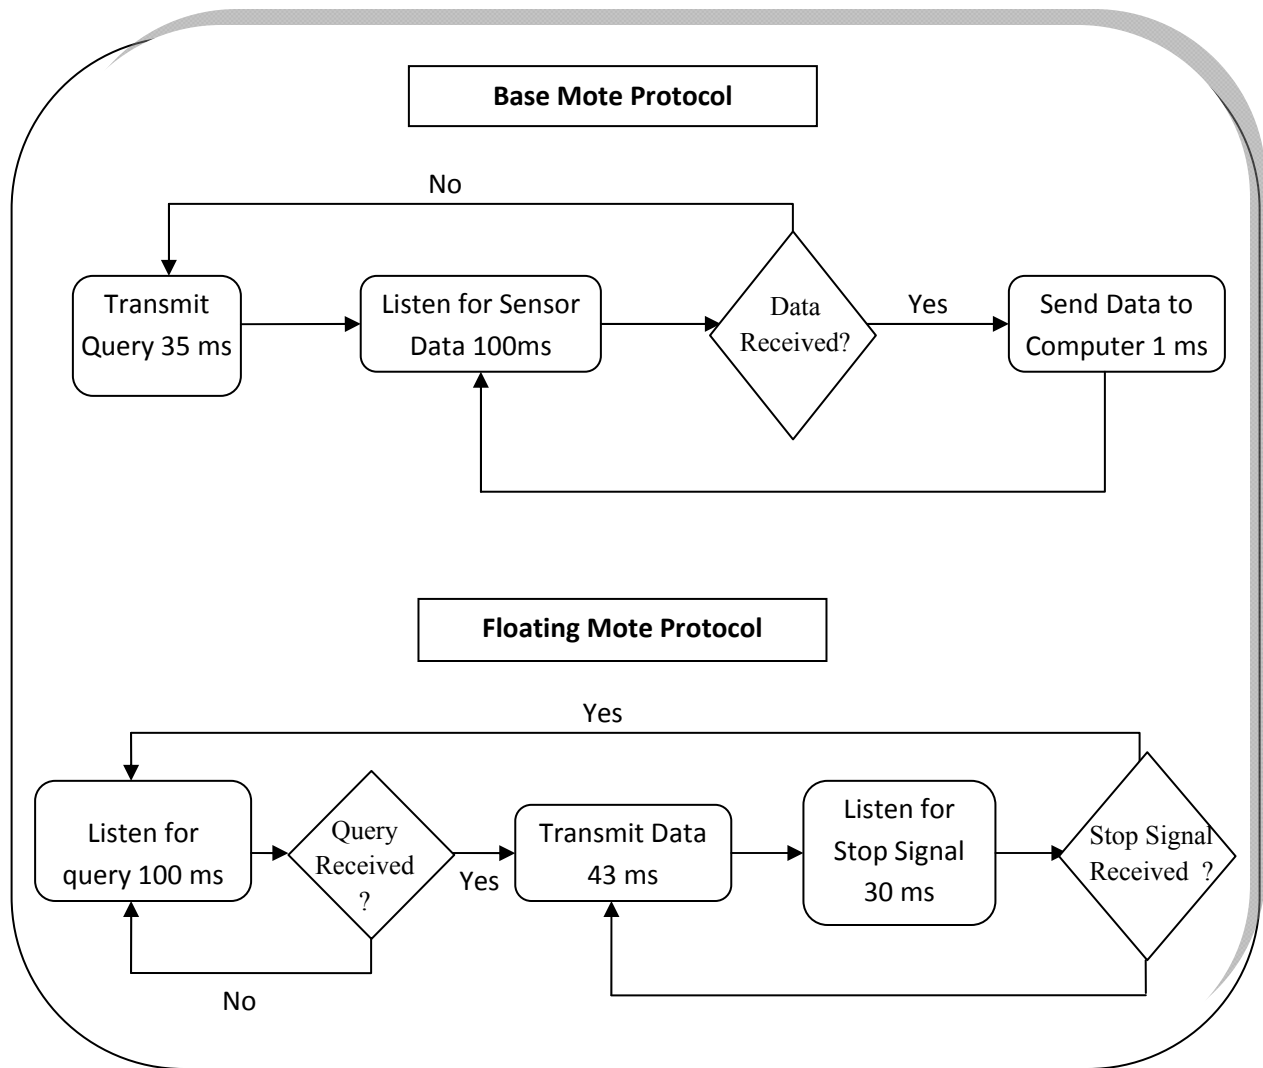 Base Mote Protocol
No
Transmit
Query 35 ms
Listen for Sensor
Data 100ms
Data
Received?
Yes
Send Data to
Computer 1 ms
Floating Mote Protocol
Yes
Listen for
query 100 ms
Query
Received
?
Yes
Transmit Data
43 ms
Listen for
Stop Signal
30 ms
Stop Signal
Received ?
No